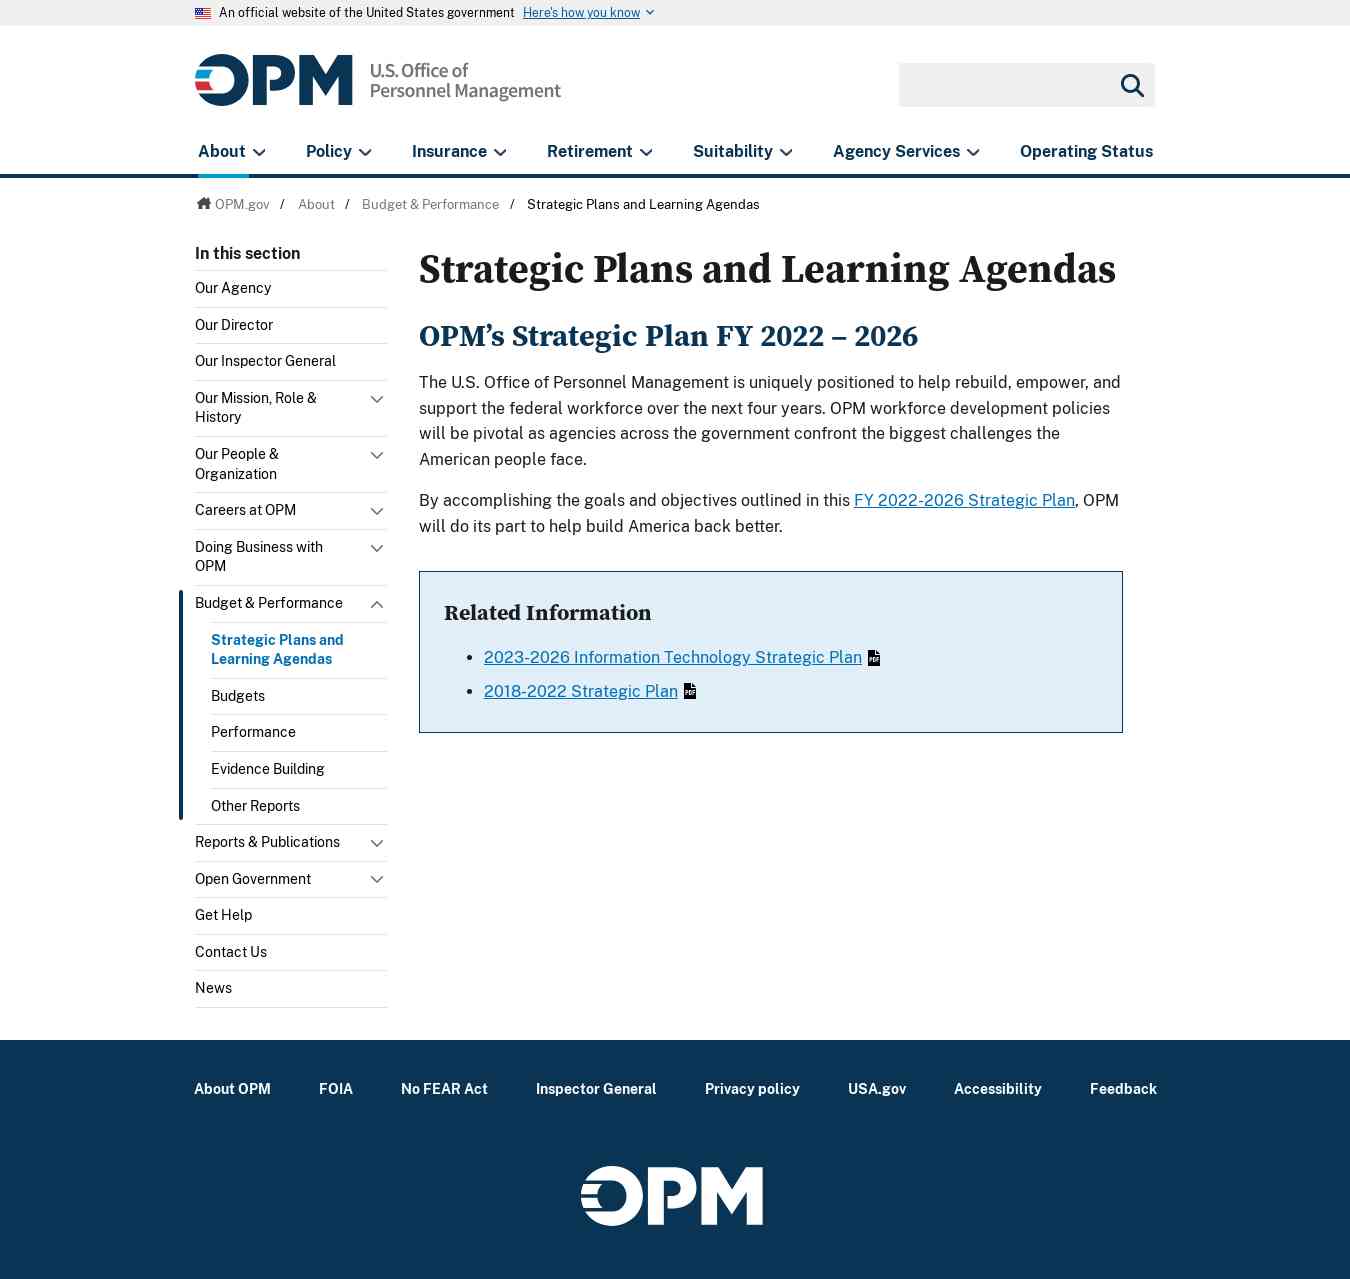 An official website of the United States government Here's how you know
OPM U.S. Office of
Personnel Management
About Policy Insurance Retirement Suitability Agency Services Operating Status
OPM.gov / About / Budget & Performance / Strategic Plans and Learning Agendas
In this section
Our Agency
Our Director
Our Inspector General
Our Mission, Role &
History
Our People &
Organization
Careers at OPM
Doing Business with
OPM
Budget & Performance
Strategic Plans and
Learning Agendas
Budgets
Performance
Evidence Building
Other Reports
Reports & Publications
Open Government
Get Help
Contact Us
News
Strategic Plans and Learning Agendas
OPM’s Strategic Plan FY 2022 – 2026
The U.S. Office of Personnel Management is uniquely positioned to help rebuild, empower, and
support the federal workforce over the next four years. OPM workforce development policies
will be pivotal as agencies across the government confront the biggest challenges the
American people face.
By accomplishing the goals and objectives outlined in this FY 2022-2026 Strategic Plan, OPM
will do its part to help build America back better.
Related Information
• 2023-2026 Information Technology Strategic Plan PDF
• 2018-2022 Strategic Plan PDF
About OPM FOIA No FEAR Act Inspector General Privacy policy USA.gov Accessibility Feedback
OPM